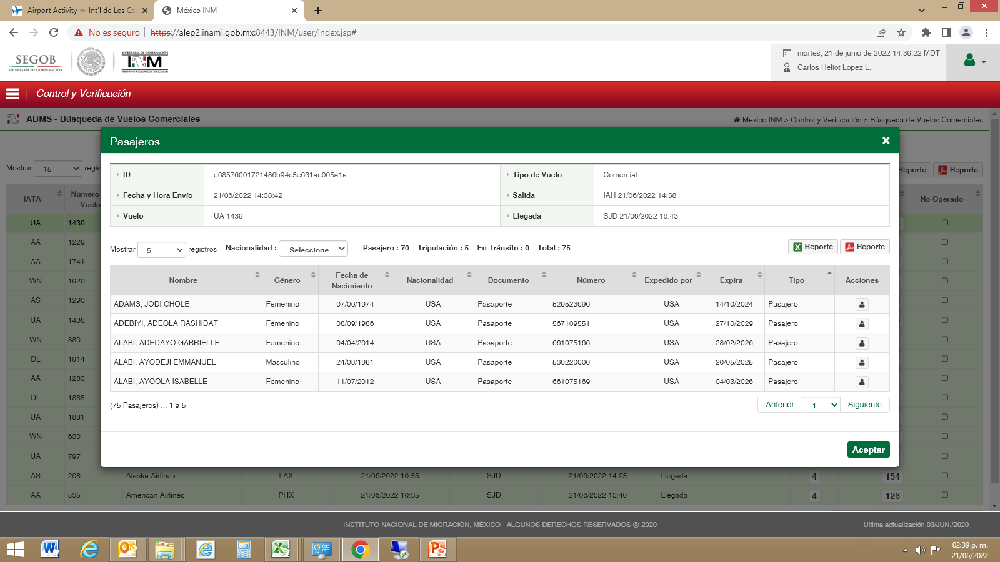 Airport Activity ✈ Int'l de Los Ca
México INM
No es seguro
https://alep2.inami.gob.mx:8443/INM/user/index.jsp#
SEGOB
SECRETARÍA DE GOBERNACIÓN
SECRETARÍA DE GOBERNACIÓN
INM
INSTITUTO NACIONAL DE MIGRACIÓN
martes, 21 de junio de 2022 14:39:22 MDT
Carlos Heliot Lopez L.
Control y Verificación
ABMS - Búsqueda de Vuelos Comerciales
Mexico INM > Control y Verificación > Búsqueda de Vuelos Comerciales
Mostrar 15 regis
Reporte Reporte
IATA Número Vuelo No Operado
UA 1439
AA 1229
AA 1741
WN 1920
AS 1290
UA 1438
WN 880
DL 1914
AA 1283
DL 1885
UA 1881
WN 630
UA 797
AS 208 Alaska Airlines LAX 21/06/2022 10:55 SJD 21/06/2022 14:25 Llegada 4 154
AA 535 American Airlines PHX 21/06/2022 10:35 SJD 21/06/2022 13:40 Llegada 4 126
Pasajeros
ID e68576001721486b94c5e631ae005a1a Tipo de Vuelo Comercial
Fecha y Hora Envío 21/06/2022 14:38:42 Salida IAH 21/06/2022 14:58
Vuelo UA 1439 Llegada SJD 21/06/2022 16:43
Mostrar 5 registros Nacionalidad : Seleccione Pasajero : 70 Tripulación : 5 En Tránsito : 0 Total : 75 Reporte Reporte
Nombre Género Fecha de Nacimiento Nacionalidad Documento Número Expedido por Expira Tipo Acciones
ADAMS, JODI CHOLE Femenino 07/06/1974 USA Pasaporte 529523696 USA 14/10/2024 Pasajero
ADEBIYI, ADEOLA RASHIDAT Femenino 08/09/1986 USA Pasaporte 567109551 USA 27/10/2029 Pasajero
ALABI, ADEDAYO GABRIELLE Femenino 04/04/2014 USA Pasaporte 661075166 USA 28/02/2026 Pasajero
ALABI, AYODEJI EMMANUEL Masculino 24/08/1981 USA Pasaporte 530220000 USA 20/05/2025 Pasajero
ALABI, AYOOLA ISABELLE Femenino 11/07/2012 USA Pasaporte 661075169 USA 04/03/2026 Pasajero
(75 Pasajeros) ... 1 a 5
Anterior 1 Siguiente
Aceptar
INSTITUTO NACIONAL DE MIGRACIÓN, MÉXICO - ALGUNOS DERECHOS RESERVADOS © 2020
Última actualización 03/JUN./2020
02:39 p. m.
21/06/2022